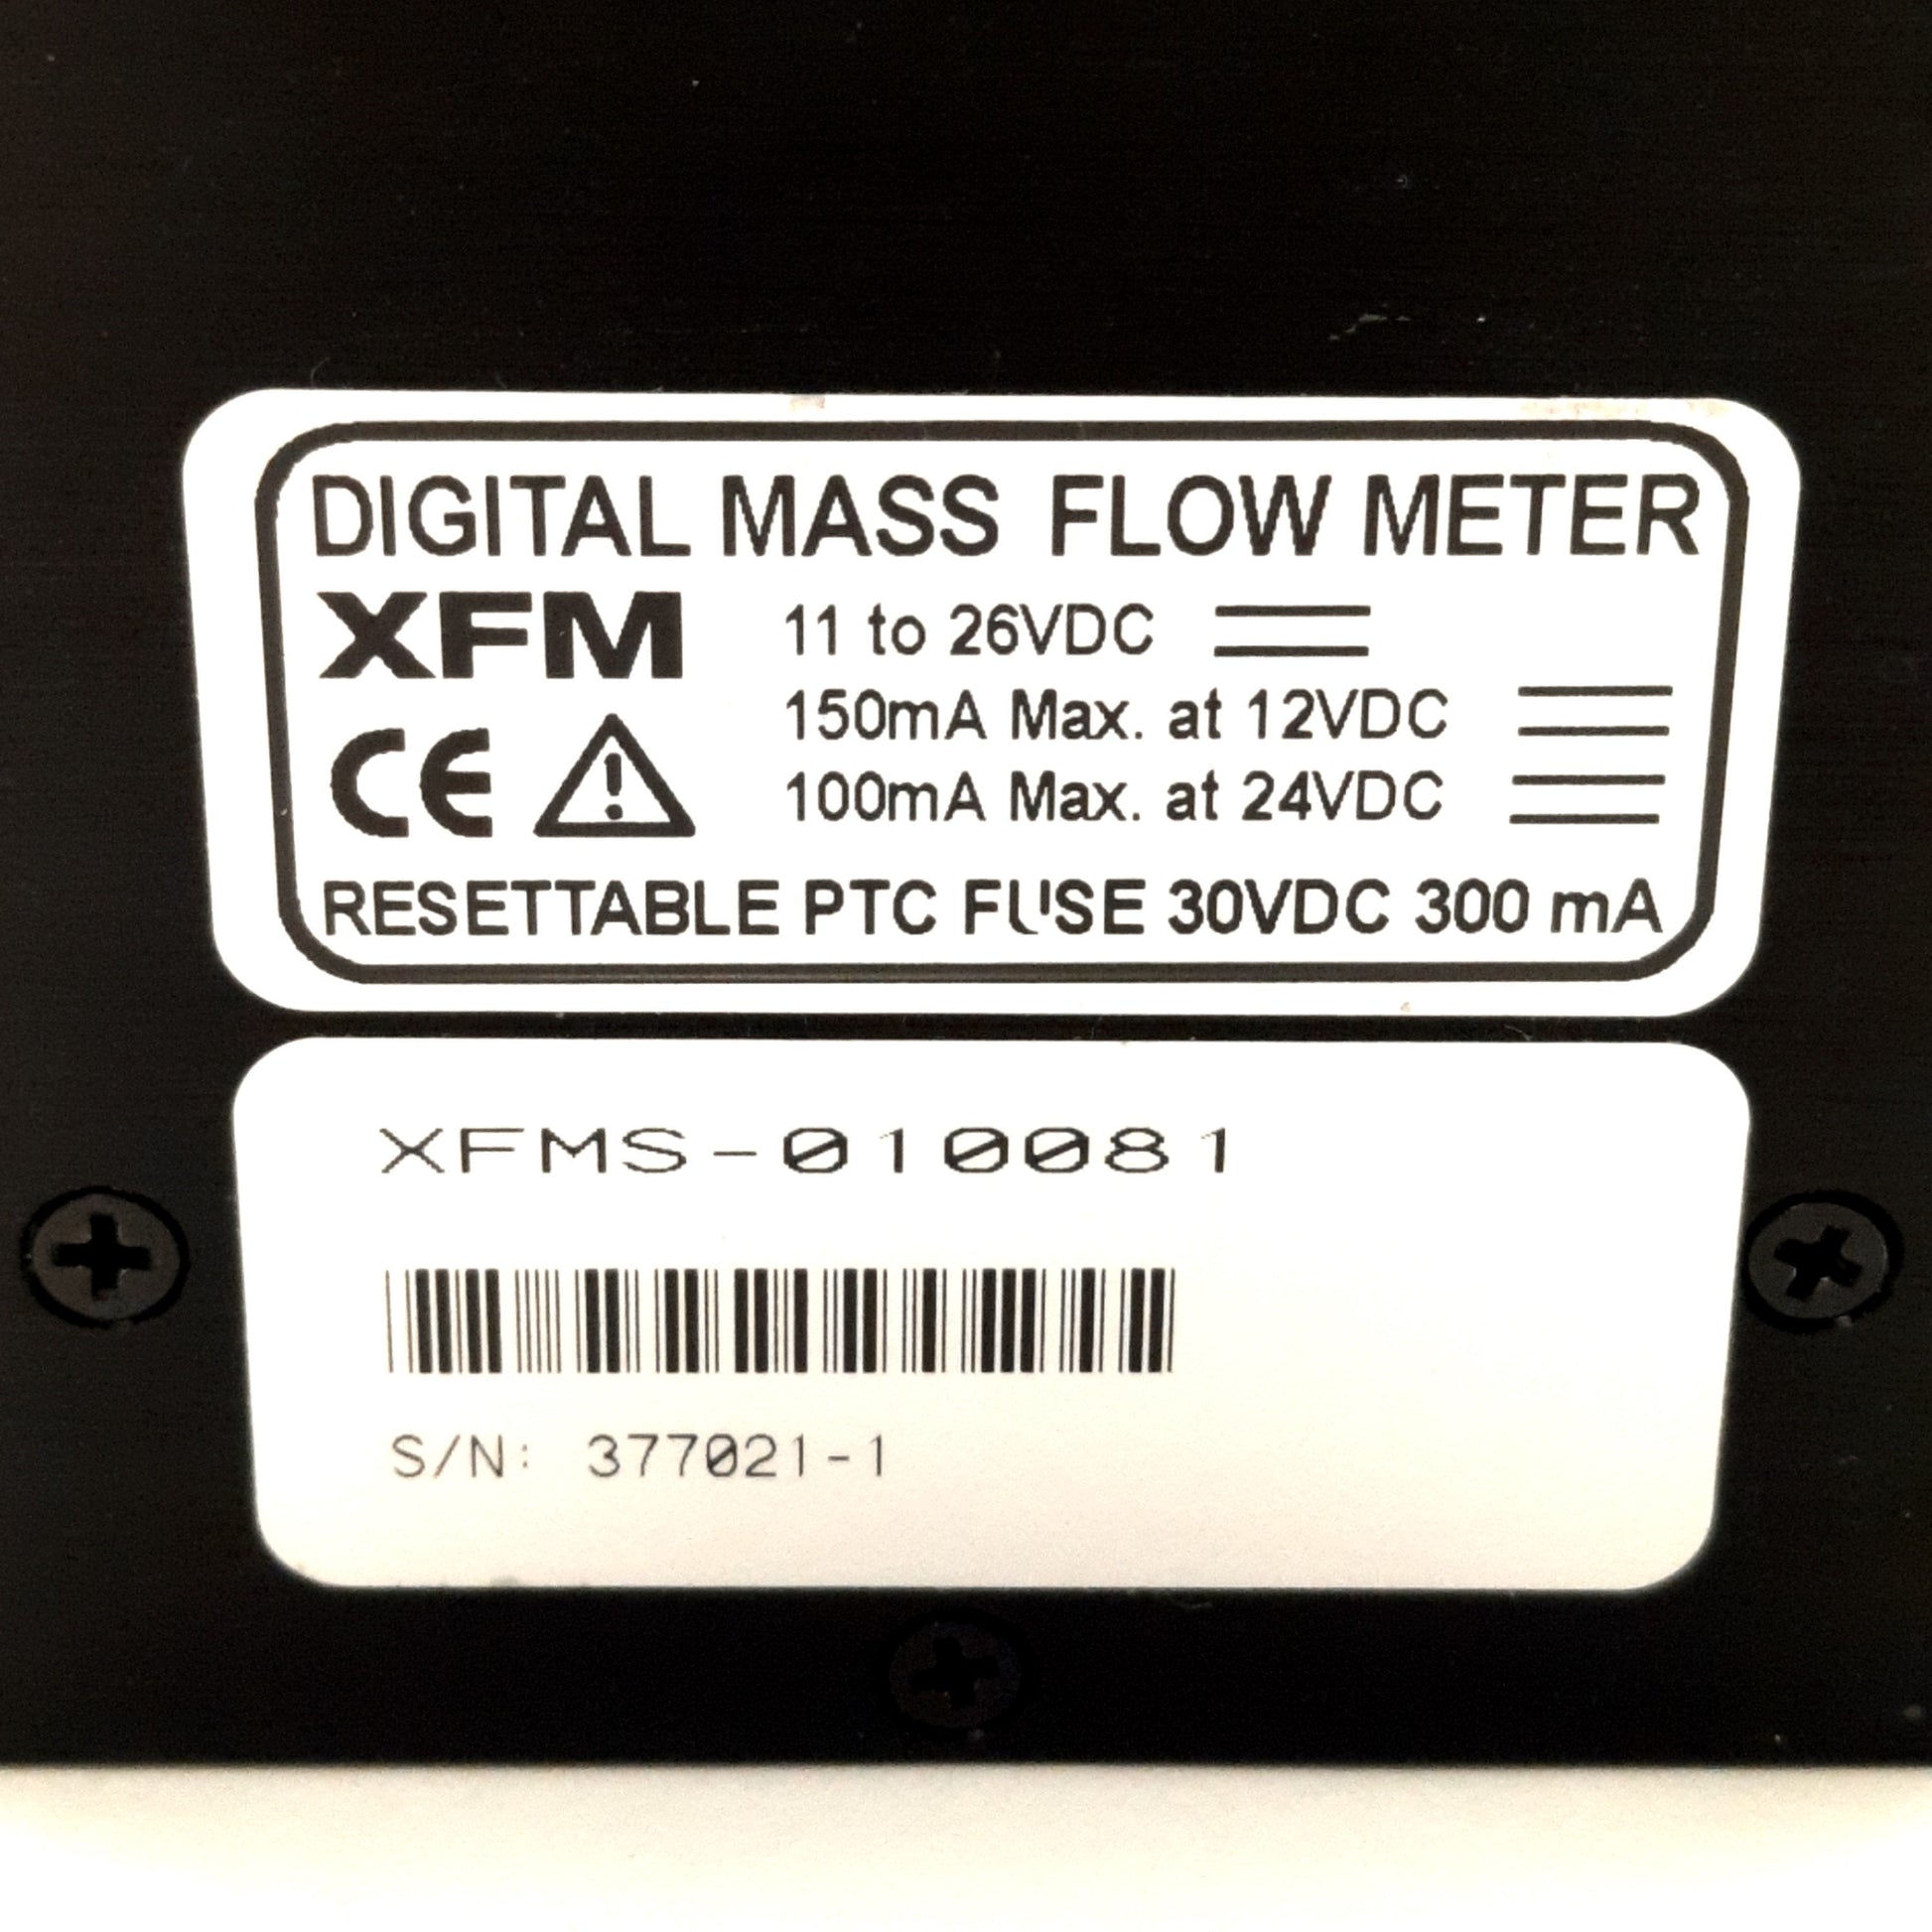 DIGITAL MASS FLOW METER
XFM 11 to 26VDC
150mA Max. at 12VDC
CE 100mA Max. at 24VDC
RESETTABLE PTC FUSE 30VDC 300 mA
XFMS-010081
S/N: 377021-1